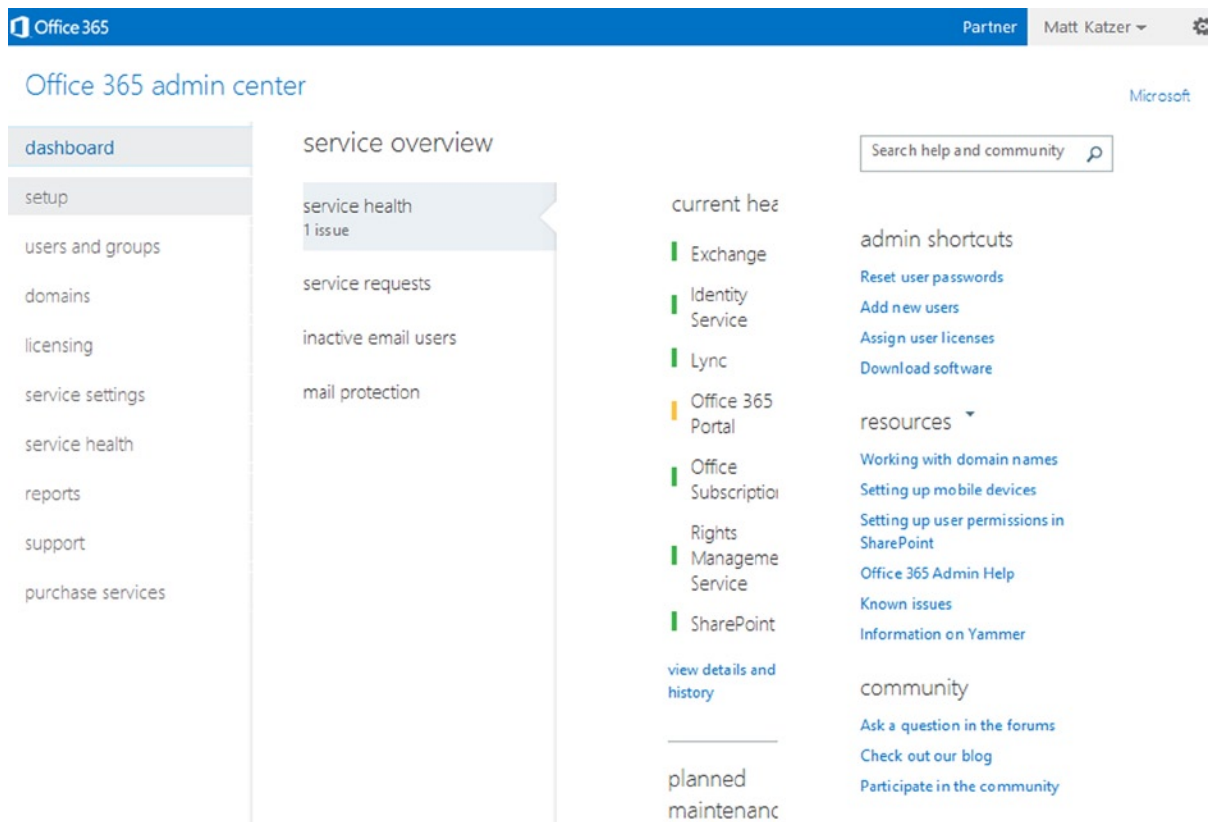 Office 365
Partner
Matt Katzer
Office 365 admin center
Microsoft
dashboard
setup
users and groups
domains
licensing
service settings
service health
reports
support
purchase services
service overview
service health
1 issue
service requests
inactive email users
mail protection
current hea
Exchange
Identity
Service
Lync
Office 365
Portal
Office
Subscription
Rights
Manageme
Service
SharePoint
view details and
history
planned
maintenanc
Search help and community
admin shortcuts
Reset user passwords
Add new users
Assign user licenses
Download software
resources
Working with domain names
Setting up mobile devices
Setting up user permissions in
SharePoint
Office 365 Admin Help
Known issues
Information on Yammer
community
Ask a question in the forums
Check out our blog
Participate in the community